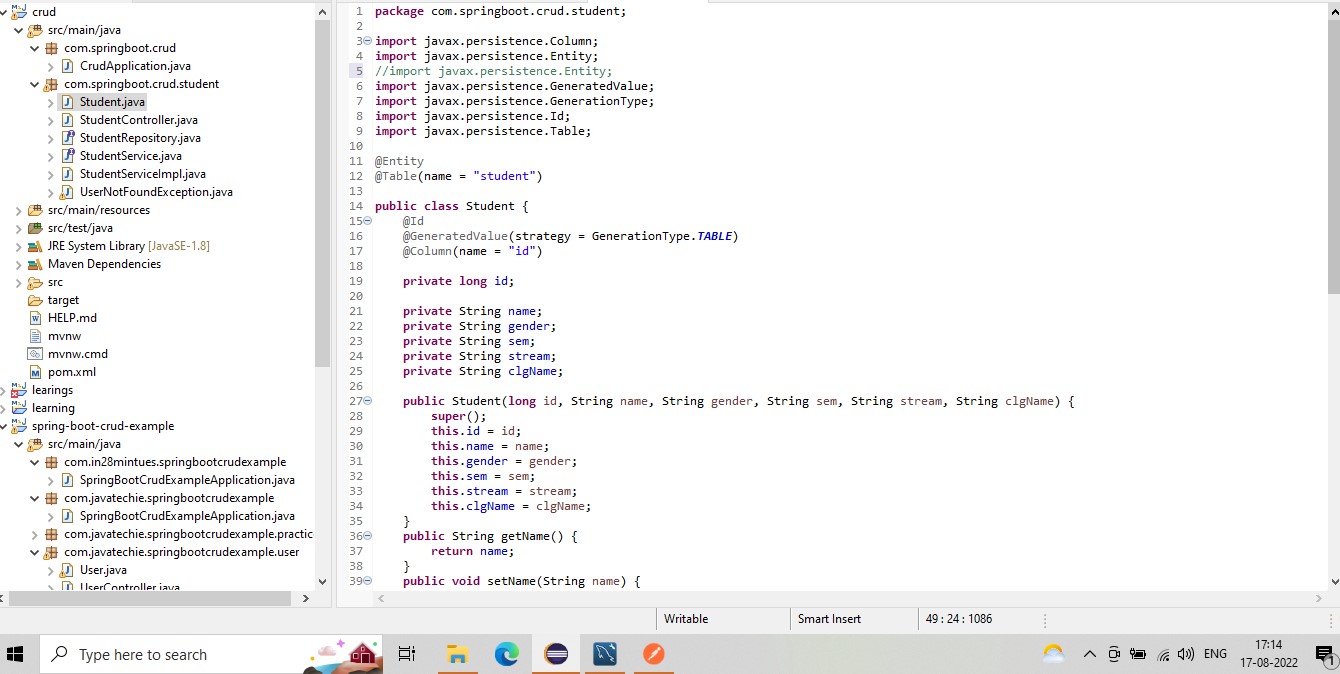 crud
src/main/java
com.springboot.crud
CrudApplication.java
com.springboot.crud.student
Student.java
StudentController.java
StudentRepository.java
StudentService.java
StudentServiceImpl.java
UserNotFoundException.java
src/main/resources
src/test/java
JRE System Library [JavaSE-1.8]
Maven Dependencies
src
target
HELP.md
mvnw
mvnw.cmd
pom.xml
learings
learning
spring-boot-crud-example
src/main/java
com.in28mintues.springbootcrudexample
SpringBootCrudExampleApplication.java
com.javatechie.springbootcrudexample
SpringBootCrudExampleApplication.java
com.javatechie.springbootcrudexample.practic
com.javatechie.springbootcrudexample.user
User.java
UserController.java
1 package com.springboot.crud.student;
2
3 import javax.persistence.Column;
4 import javax.persistence.Entity;
5 //import javax.persistence.Entity;
6 import javax.persistence.GeneratedValue;
7 import javax.persistence.GenerationType;
8 import javax.persistence.Id;
9 import javax.persistence.Table;
10
11 @Entity
12 @Table(name = "student")
13
14 public class Student {
15 @Id
16 @GeneratedValue(strategy = GenerationType.TABLE)
17 @Column(name = "id")
18
19 private long id;
20
21 private String name;
22 private String gender;
23 private String sem;
24 private String stream;
25 private String clgName;
26
27 public Student(long id, String name, String gender, String sem, String stream, String clgName) {
28 super();
29 this.id = id;
30 this.name = name;
31 this.gender = gender;
32 this.sem = sem;
33 this.stream = stream;
34 this.clgName = clgName;
35 }
36 public String getName() {
37 return name;
38 }
39 public void setName(String name) {
Writable Smart Insert 49 : 24 : 1086
Type here to search
ENG
17:14
17-08-2022
1